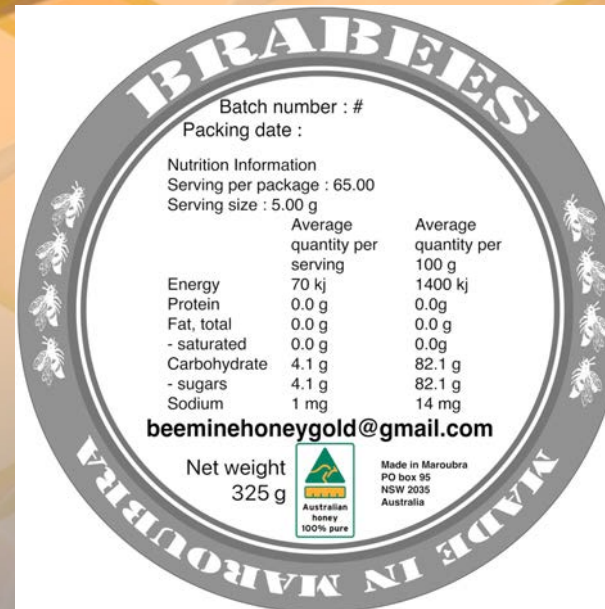 BRABEES
Batch number : #
Packing date :
Nutrition Information
Serving per package : 65.00
Serving size : 5.00 g
Average quantity per serving Average quantity per 100 g
Energy 70 kj 1400 kj
Protein 0.0 g 0.0g
Fat, total 0.0 g 0.0 g
- saturated 0.0 g 0.0g
Carbohydrate 4.1 g 82.1 g
- sugars 4.1 g 82.1 g
Sodium 1 mg 14 mg
beeminehoneygold@gmail.com
Net weight
325 g
Australian
honey
100% pure
Made in Maroubra
PO box 95
NSW 2035
Australia
MADE IN MAROUBRA